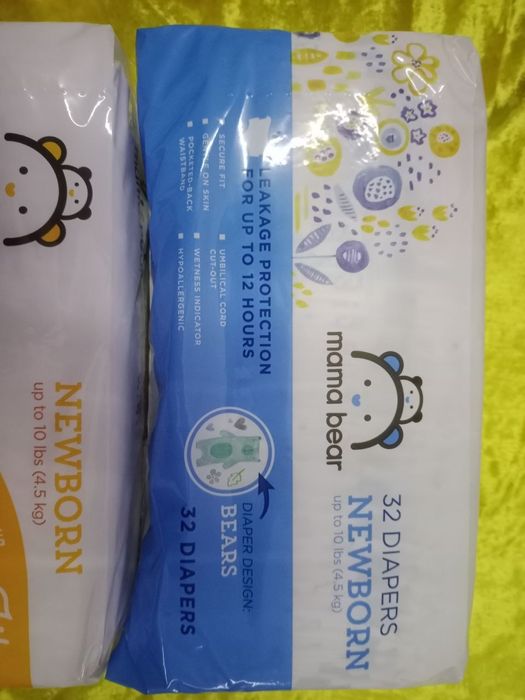 mama bear
32 DIAPERS
NEWBORN
up to 10 lbs (4.5 kg)
LEAKAGE PROTECTION
FOR UP TO 12 HOURS
SECURE FIT
GENTLE ON SKIN
POCKETED-BACK
WAISTBAND
UMBILICAL CORD
CUT-OUT
WETNESS INDICATOR
HYPOALLERGENIC
DIAPER DESIGN:
BEARS
32 DIAPERS
NEWBORN
up to 10 lbs (4.5 kg)